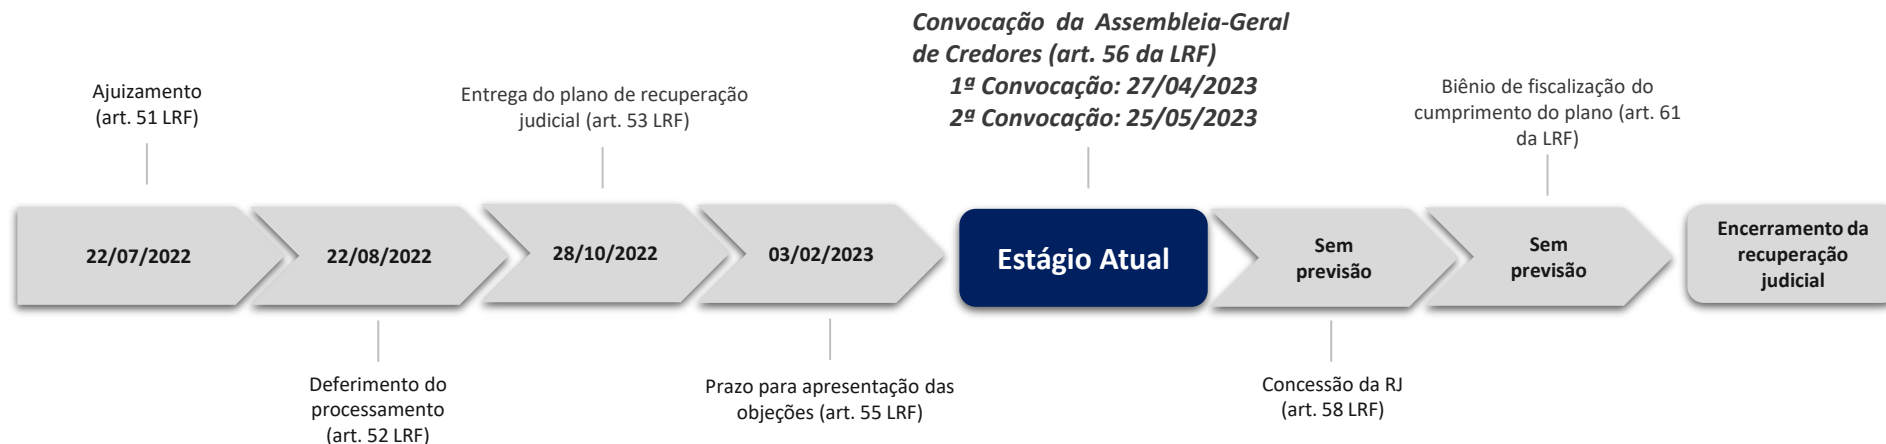 Convocação da Assembleia-Geral
de Credores (art. 56 da LRF)
1ª Convocação: 27/04/2023
2ª Convocação: 25/05/2023
Ajuizamento
(art. 51 LRF)
Entrega do plano de recuperação
judicial (art. 53 LRF)
Biênio de fiscalização do
cumprimento do plano (art. 61
da LRF)
22/07/2022
22/08/2022
28/10/2022
03/02/2023
Estágio Atual
Sem
previsão
Sem
previsão
Encerramento da
recuperação
judicial
Deferimento do
processamento
(art. 52 LRF)
Prazo para apresentação das
objeções (art. 55 LRF)
Concessão da RJ
(art. 58 LRF)